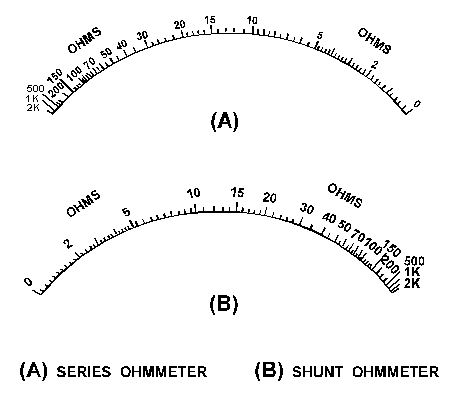 OHMS OHMS
2K 1K 500 200 150 100 70 50 40 30 20 15 10 5 2 0
(A)
OHMS OHMS
0 2 5 10 15 20 30 40 50 70 100 150 200 500 1K 2K
(B)
(A) SERIES OHMMETER (B) SHUNT OHMMETER